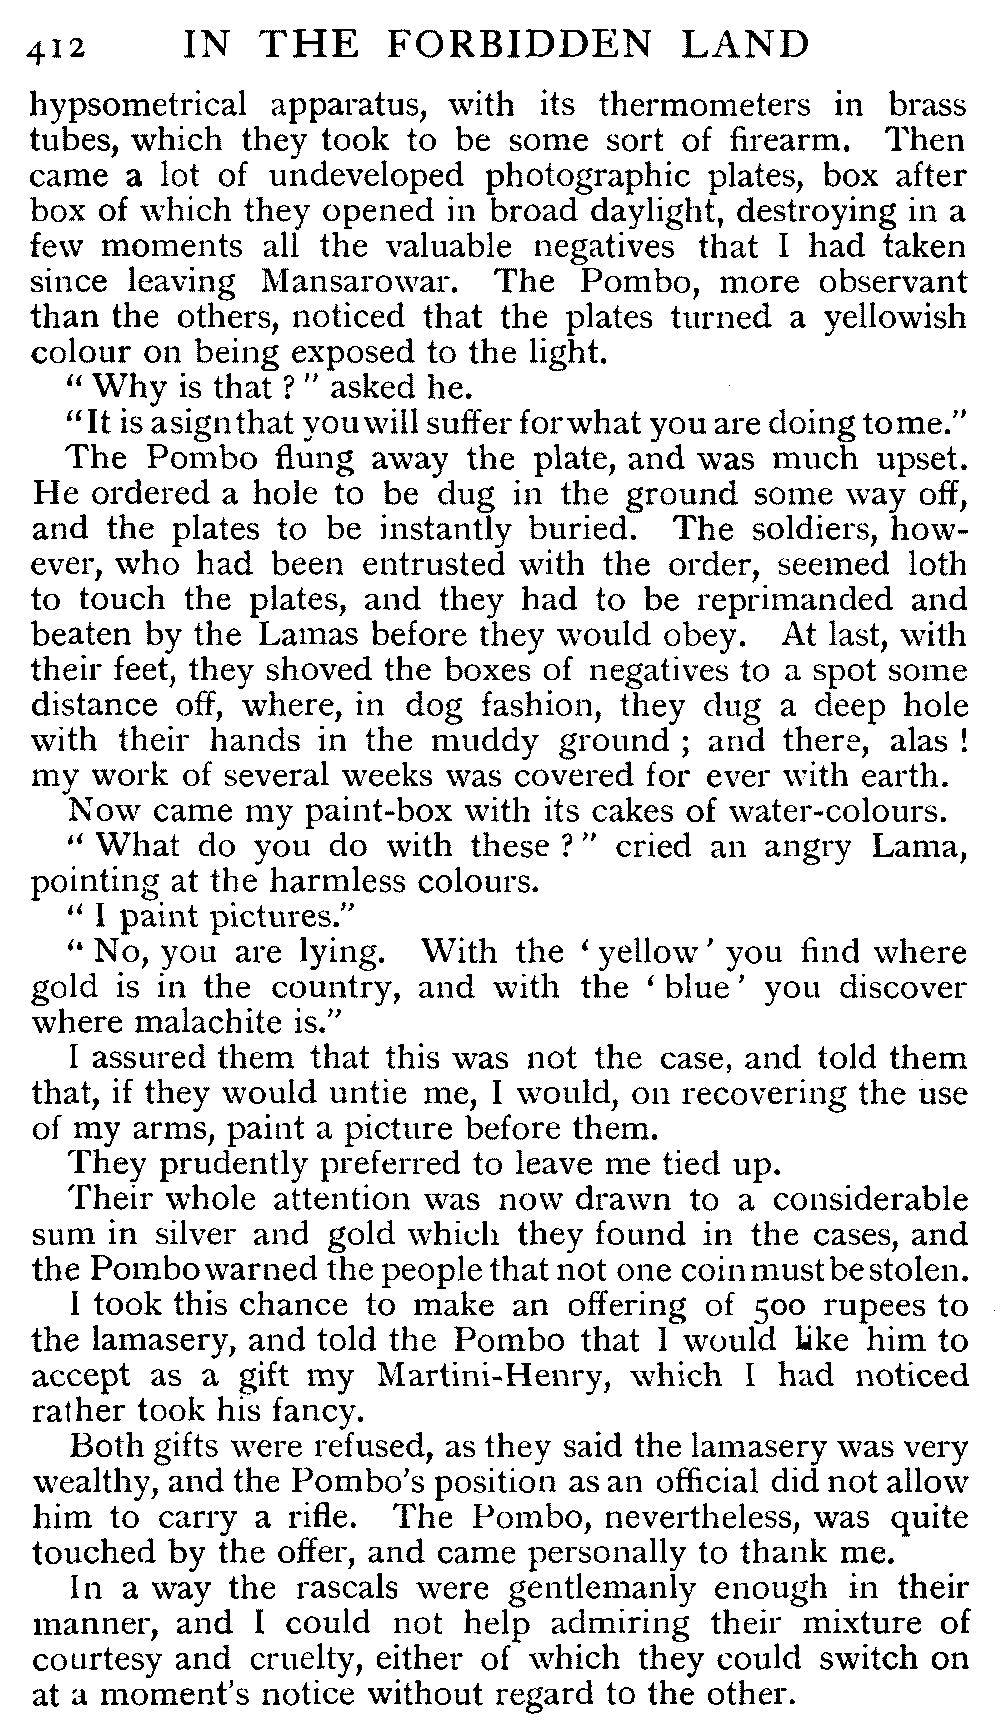 412 IN THE FORBIDDEN LAND
hypsometrical apparatus, with its thermometers in brass
tubes, which they took to be some sort of firearm. Then
came a lot of undeveloped photographic plates, box after
box of which they opened in broad daylight, destroying in a
few moments all the valuable negatives that I had taken
since leaving Mansarowar. The Pombo, more observant
than the others, noticed that the plates turned a yellowish
colour on being exposed to the light.
“ Why is that ? ” asked he.
“It is a sign that you will suffer for what you are doing to me.”
The Pombo flung away the plate, and was much upset.
He ordered a hole to be dug in the ground some way off,
and the plates to be instantly buried. The soldiers, how-
ever, who had been entrusted with the order, seemed loth
to touch the plates, and they had to be reprimanded and
beaten by the Lamas before they would obey. At last, with
their feet, they shoved the boxes of negatives to a spot some
distance off, where, in dog fashion, they dug a deep hole
with their hands in the muddy ground ; and there, alas !
my work of several weeks was covered for ever with earth.
Now came my paint-box with its cakes of water-colours.
“ What do you do with these ? ” cried an angry Lama,
pointing at the harmless colours.
“ I paint pictures.”
“ No, you are lying. With the ‘ yellow ’ you find where
gold is in the country, and with the ‘ blue ’ you discover
where malachite is.”
I assured them that this was not the case, and told them
that, if they would untie me, I would, on recovering the use
of my arms, paint a picture before them.
They prudently preferred to leave me tied up.
Their whole attention was now drawn to a considerable
sum in silver and gold which they found in the cases, and
the Pombo warned the people that not one coin must be stolen.
I took this chance to make an offering of 500 rupees to
the lamasery, and told the Pombo that I would like him to
accept as a gift my Martini-Henry, which I had noticed
rather took his fancy.
Both gifts were refused, as they said the lamasery was very
wealthy, and the Pombo’s position as an official did not allow
him to carry a rifle. The Pombo, nevertheless, was quite
touched by the offer, and came personally to thank me.
In a way the rascals were gentlemanly enough in their
manner, and I could not help admiring their mixture of
courtesy and cruelty, either of which they could switch on
at a moment’s notice without regard to the other.